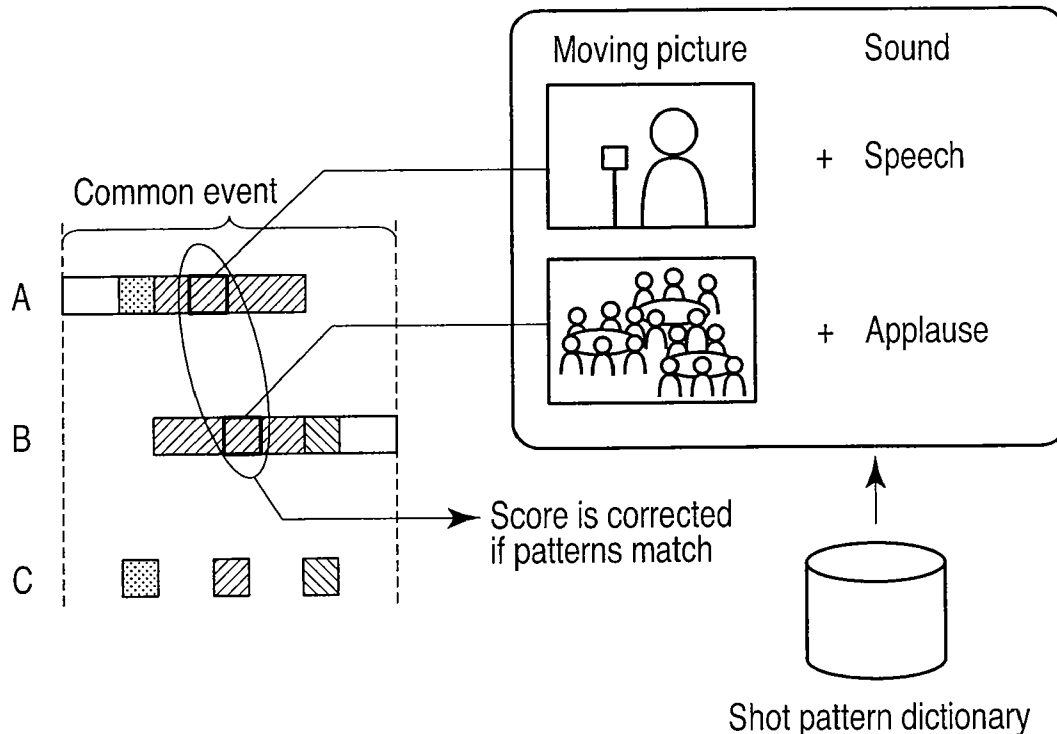 Moving picture Sound
+ Speech
Common event
A
+ Applause
B
Score is corrected
if patterns match
C
Shot pattern dictionary